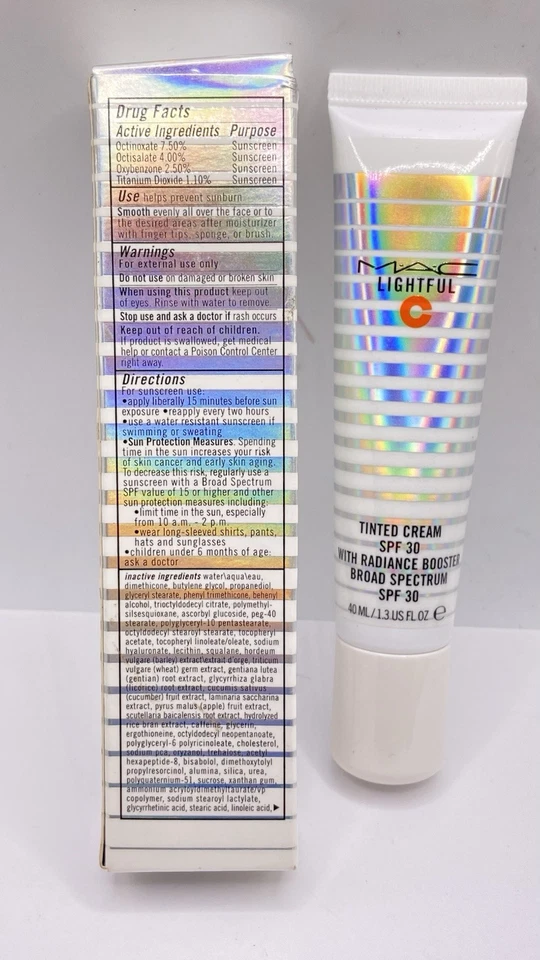 Drug Facts
Active Ingredients Purpose
Octinoxate 7.50% Sunscreen
Octisalate 4.00% Sunscreen
Oxybenzone 2.50% Sunscreen
Titanium Dioxide 1.10% Sunscreen
Use helps prevent sunburn
Smooth evenly all over the face or to
the desired areas after moisturizer
with finger tips, sponge, or brush.
Warnings
For external use only
Do not use on damaged or broken skin
When using this product keep out
of eyes. Rinse with water to remove.
Stop use and ask a doctor if rash occurs
Keep out of reach of children.
If product is swallowed, get medical
help or contact a Poison Control Center
right away.
Directions
For sunscreen use:
•apply liberally 15 minutes before sun
exposure •reapply every two hours
•use a water resistant sunscreen if
swimming or sweating
•Sun Protection Measures. Spending
time in the sun increases your risk
of skin cancer and early skin aging.
To decrease this risk, regularly use a
sunscreen with a Broad Spectrum
SPF value of 15 or higher and other
sun protection measures including:
•limit time in the sun, especially
from 10 a.m. - 2 p.m.
•wear long-sleeved shirts, pants,
hats and sunglasses
•children under 6 months of age:
ask a doctor
inactive ingredients water\aqua\eau,
dimethicone, butylene glycol, propanediol,
glyceryl stearate, phenyl trimethicone, behenyl
alcohol, trioctyldodecyl citrate, polymethyl-
silsesquioxane, ascorbyl glucoside, peg-40
stearate, polyglyceryl-10 pentastearate,
octyldodecyl stearoyl stearate, tocopheryl
acetate, tocopheryl linoleate/oleate, sodium
hyaluronate, lecithin, squalane, hordeum
vulgare (barley) extract\extrait d'orge, triticum
vulgare (wheat) germ extract, gentiana lutea
(gentian) root extract, glycyrrhiza glabra
(licorice) root extract, cucumis sativus
(cucumber) fruit extract, laminaria saccharina
extract, pyrus malus (apple) fruit extract,
scutellaria baicalensis root extract, hydrolyzed
rice bran extract, caffeine, glycerin,
ergothioneine, octyldodecyl neopentanoate,
polyglyceryl-6 polyricinoleate, cholesterol,
sodium pca, oryzanol, trehalose, acetyl
hexapeptide-8, bisabolol, dimethoxytolyl
propylresorcinol, alumina, silica, urea,
polyquaternium-51, sucrose, xanthan gum,
ammonium acryloyldimethyltaurate/vp
copolymer, sodium stearoyl lactylate,
glycyrrhetinic acid, stearic acid, linoleic acid,▶
MAC
LIGHTFUL
C
TINTED CREAM
SPF 30
WITH RADIANCE BOOSTER
BROAD SPECTRUM
SPF 30
40 ML/1.3 US FL OZ ℮